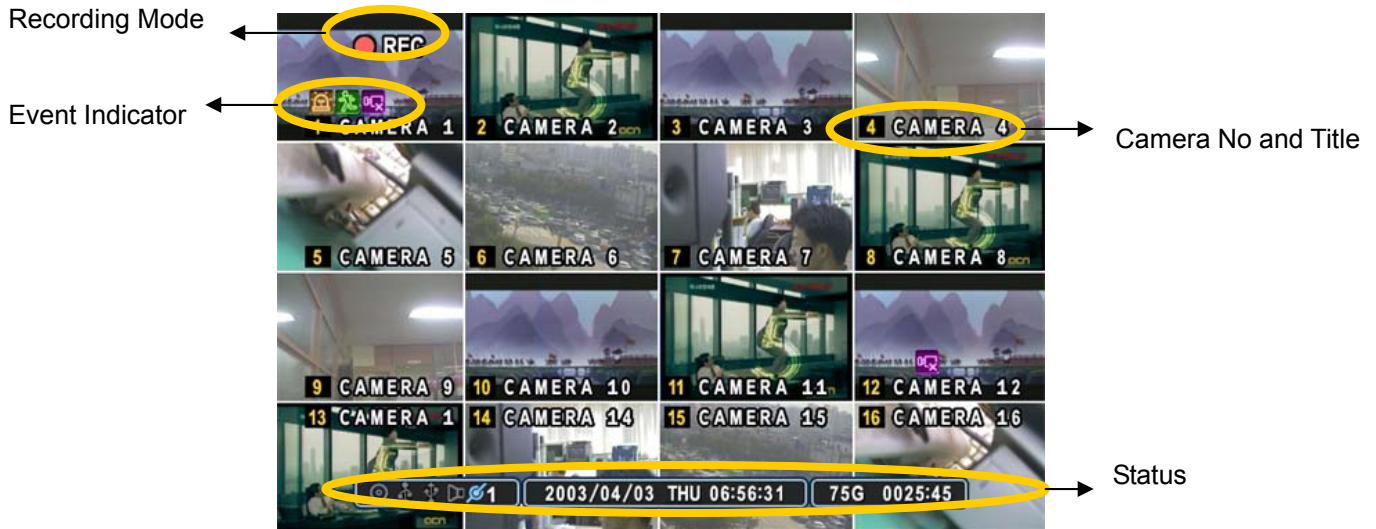 Recording Mode
REC
Event Indicator
1 CAMERA 1
2 CAMERA 2
3 CAMERA 3
4 CAMERA 4
Camera No and Title
5 CAMERA 5
6 CAMERA 6
7 CAMERA 7
8 CAMERA 8
9 CAMERA 9
10 CAMERA 10
11 CAMERA 11
12 CAMERA 12
13 CAMERA 1
14 CAMERA 14
15 CAMERA 15
16 CAMERA 16
Status
1
2003/04/03 THU 06:56:31
75G 0025:45